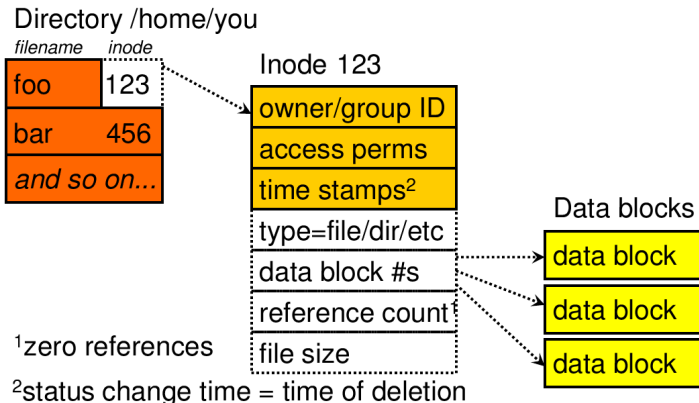 Directory /home/you
filename inode
foo 123
bar 456
and so on...
Inode 123
owner/group ID
access perms
time stamps²
type=file/dir/etc
data block #s
reference count¹
file size
Data blocks
data block
data block
data block
¹zero references
²status change time = time of deletion